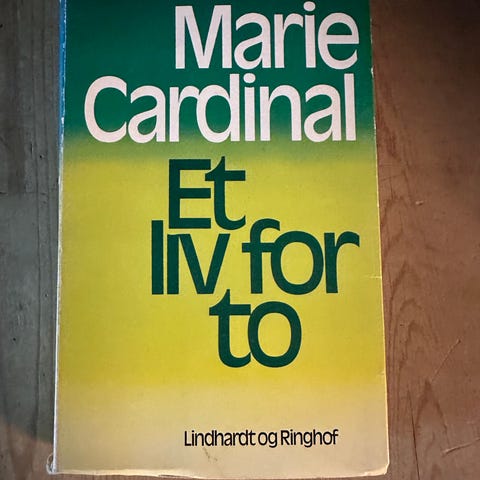 Marie
Cardinal
Et
liv for
to
Lindhardt og Ringhof